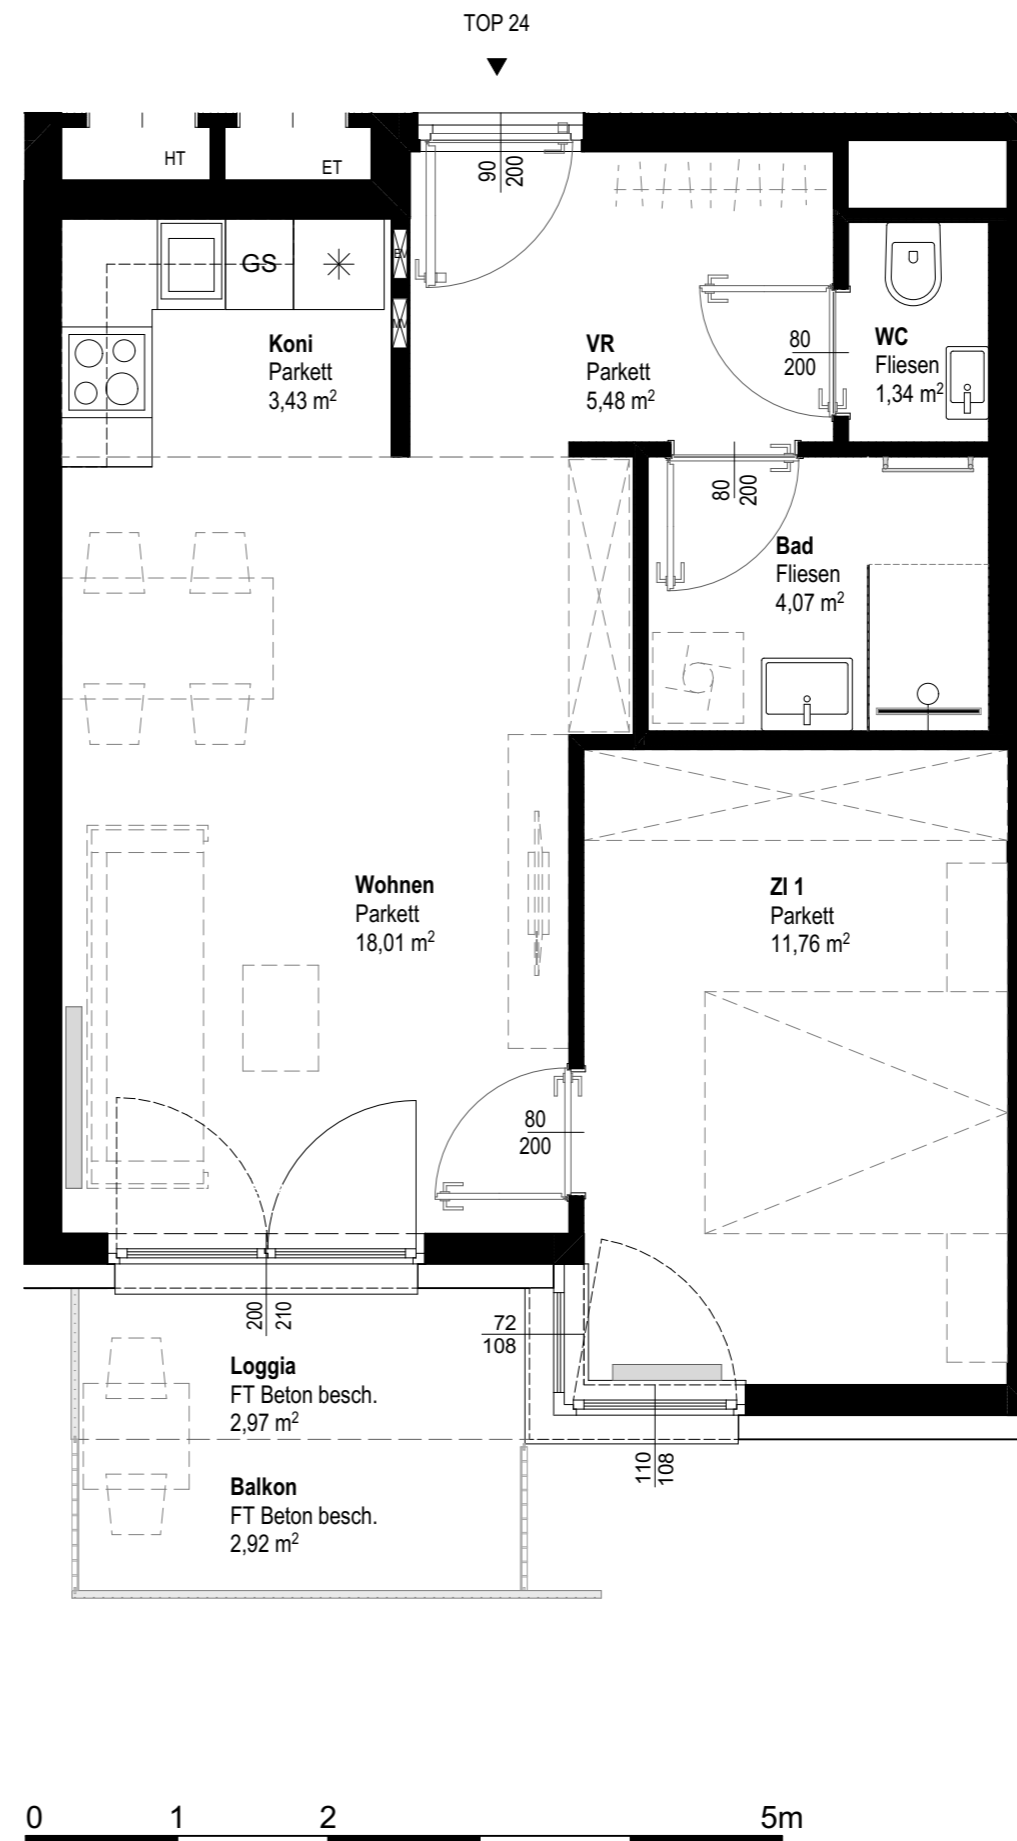 TOP 24
HT
ET
90
200
GS
EV
MV
Koni
Parkett
3,43 m²
VR
Parkett
5,48 m²
80
200
WC
Fliesen
1,34 m²
80
200
Bad
Fliesen
4,07 m²
Wohnen
Parkett
18,01 m²
ZI 1
Parkett
11,76 m²
80
200
200
210
72
108
Loggia
FT Beton besch.
2,97 m²
110
108
Balkon
FT Beton besch.
2,92 m²
0 1 2 5m